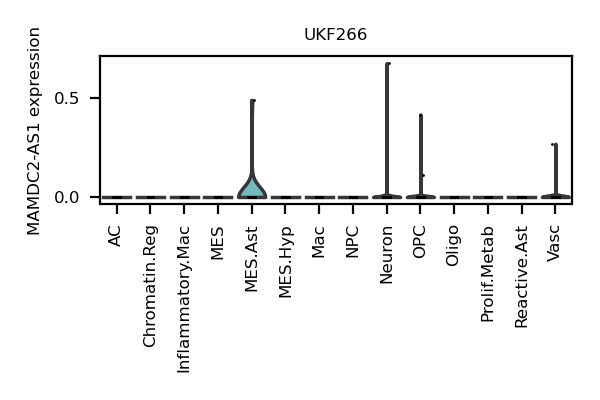 UKF266
MAMDC2-AS1 expression
0.5
0.0
AC
Chromatin.Reg
Inflammatory.Mac
MES
MES.Ast
MES.Hyp
Mac
NPC
Neuron
OPC
Oligo
Prolif.Metab
Reactive.Ast
Vasc